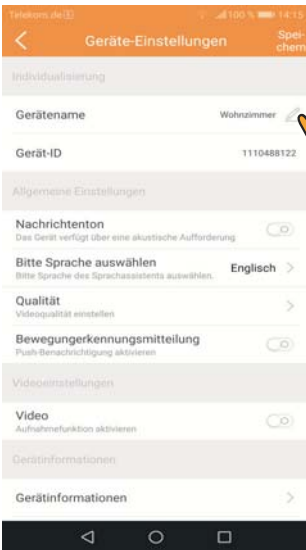 Telekom.de 100 % 14:15
Geräte-Einstellungen
Spei-
chern
Individualisierung
Gerätename Wohnzimmer
Gerät-ID 1110488122
Allgemeine Einstellungen
Nachrichtenton
Das Gerät verfügt über eine akustische Aufforderung
Bitte Sprache auswählen Englisch
Bitte Sprache des Sprachassistents auswählen.
Qualität
Videoqualität einstellen
Bewegungerkennungsmitteilung
Push-Benachrichtigung aktivieren
Videoeinstellungen
Video
Aufnahmefunktion aktivieren
Gerätinformationen
Gerätinformationen